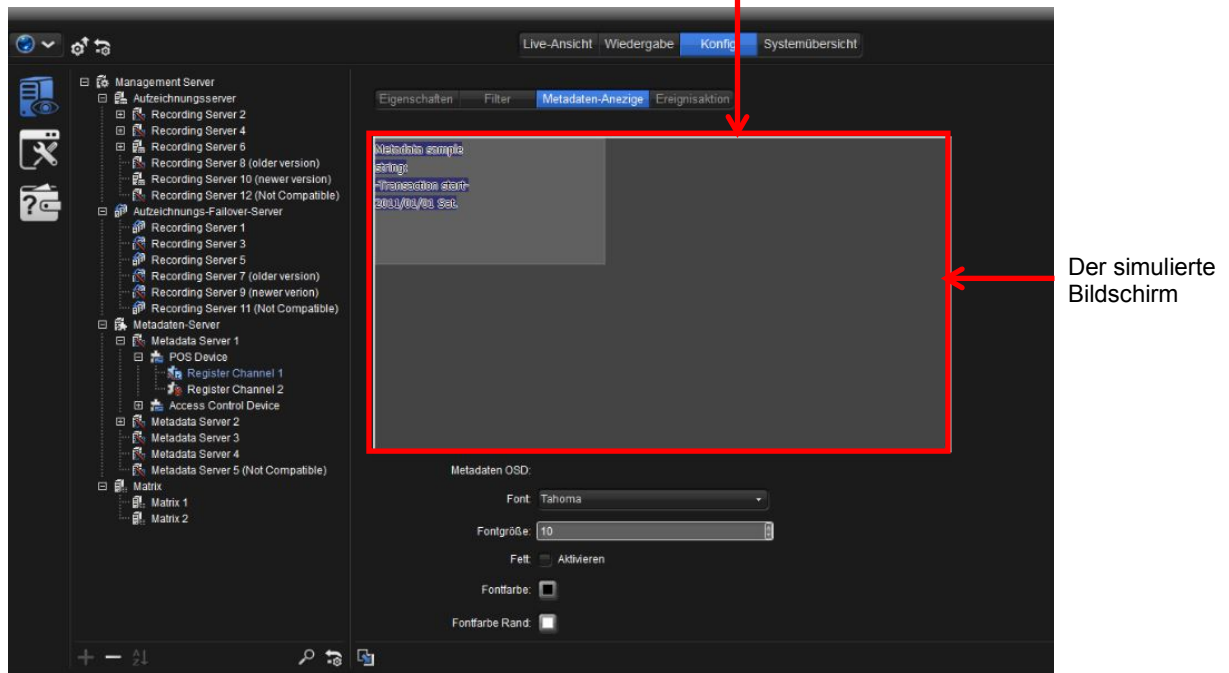 Live-Ansicht Wiedergabe Konfig Systemübersicht
Management Server
Aufzeichnungsserver
Recording Server 2
Recording Server 4
Recording Server 6
Recording Server 8 (older version)
Recording Server 10 (newer version)
Recording Server 12 (Not Compatible)
Aufzeichnungs-Failover-Server
Recording Server 1
Recording Server 3
Recording Server 5
Recording Server 7 (older version)
Recording Server 9 (newer verion)
Recording Server 11 (Not Compatible)
Metadaten-Server
Metadata Server 1
POS Device
Register Channel 1
Register Channel 2
Access Control Device
Metadata Server 2
Metadata Server 3
Metadata Server 4
Metadata Server 5 (Not Compatible)
Matrix
Matrix 1
Matrix 2
Eigenschaften Filter Metadaten-Anezige Ereignisaktion
Metadata sample
string:
-Transaction start-
2011/01/01 Sat.
Der simulierte
Bildschirm
Metadaten OSD:
Font: Tahoma
Fontgröße: 10
Fett: Aktivieren
Fontfarbe:
Fontfarbe Rand: